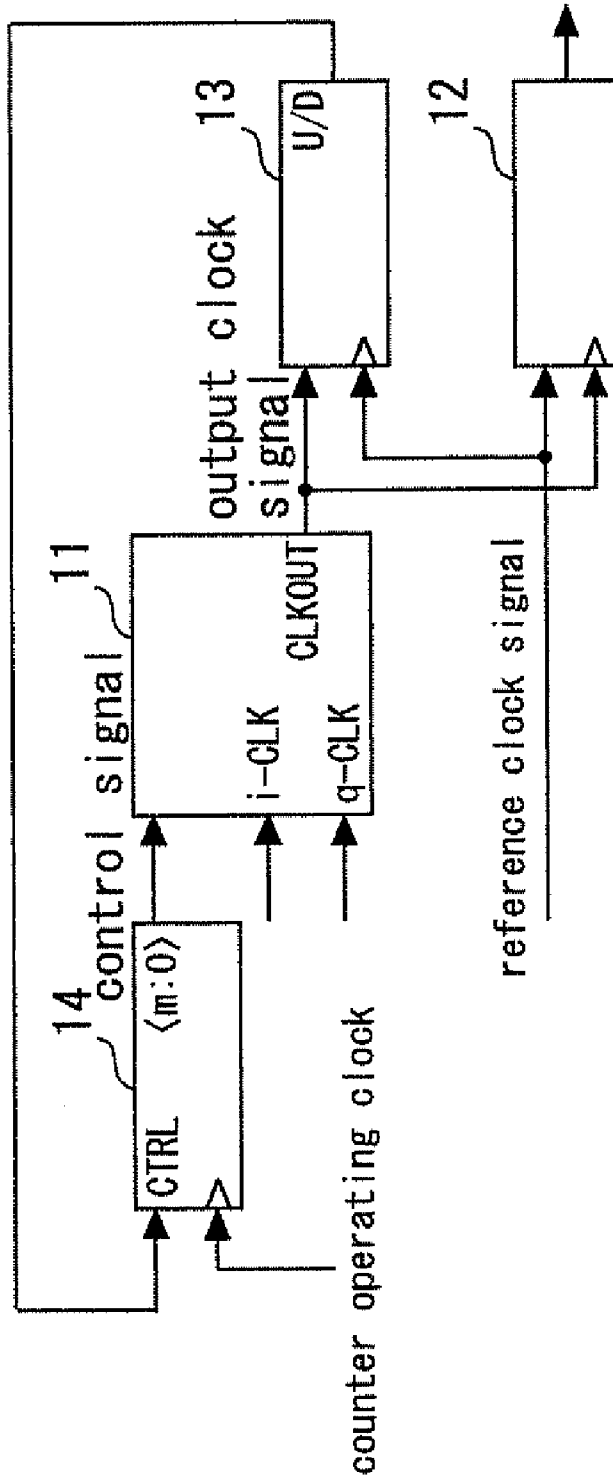 14
CTRL
<m:0>
control signal
11
i-CLK
q-CLK
CLKOUT
output clock
signal
13
U/D
12
counter operating clock
reference clock signal